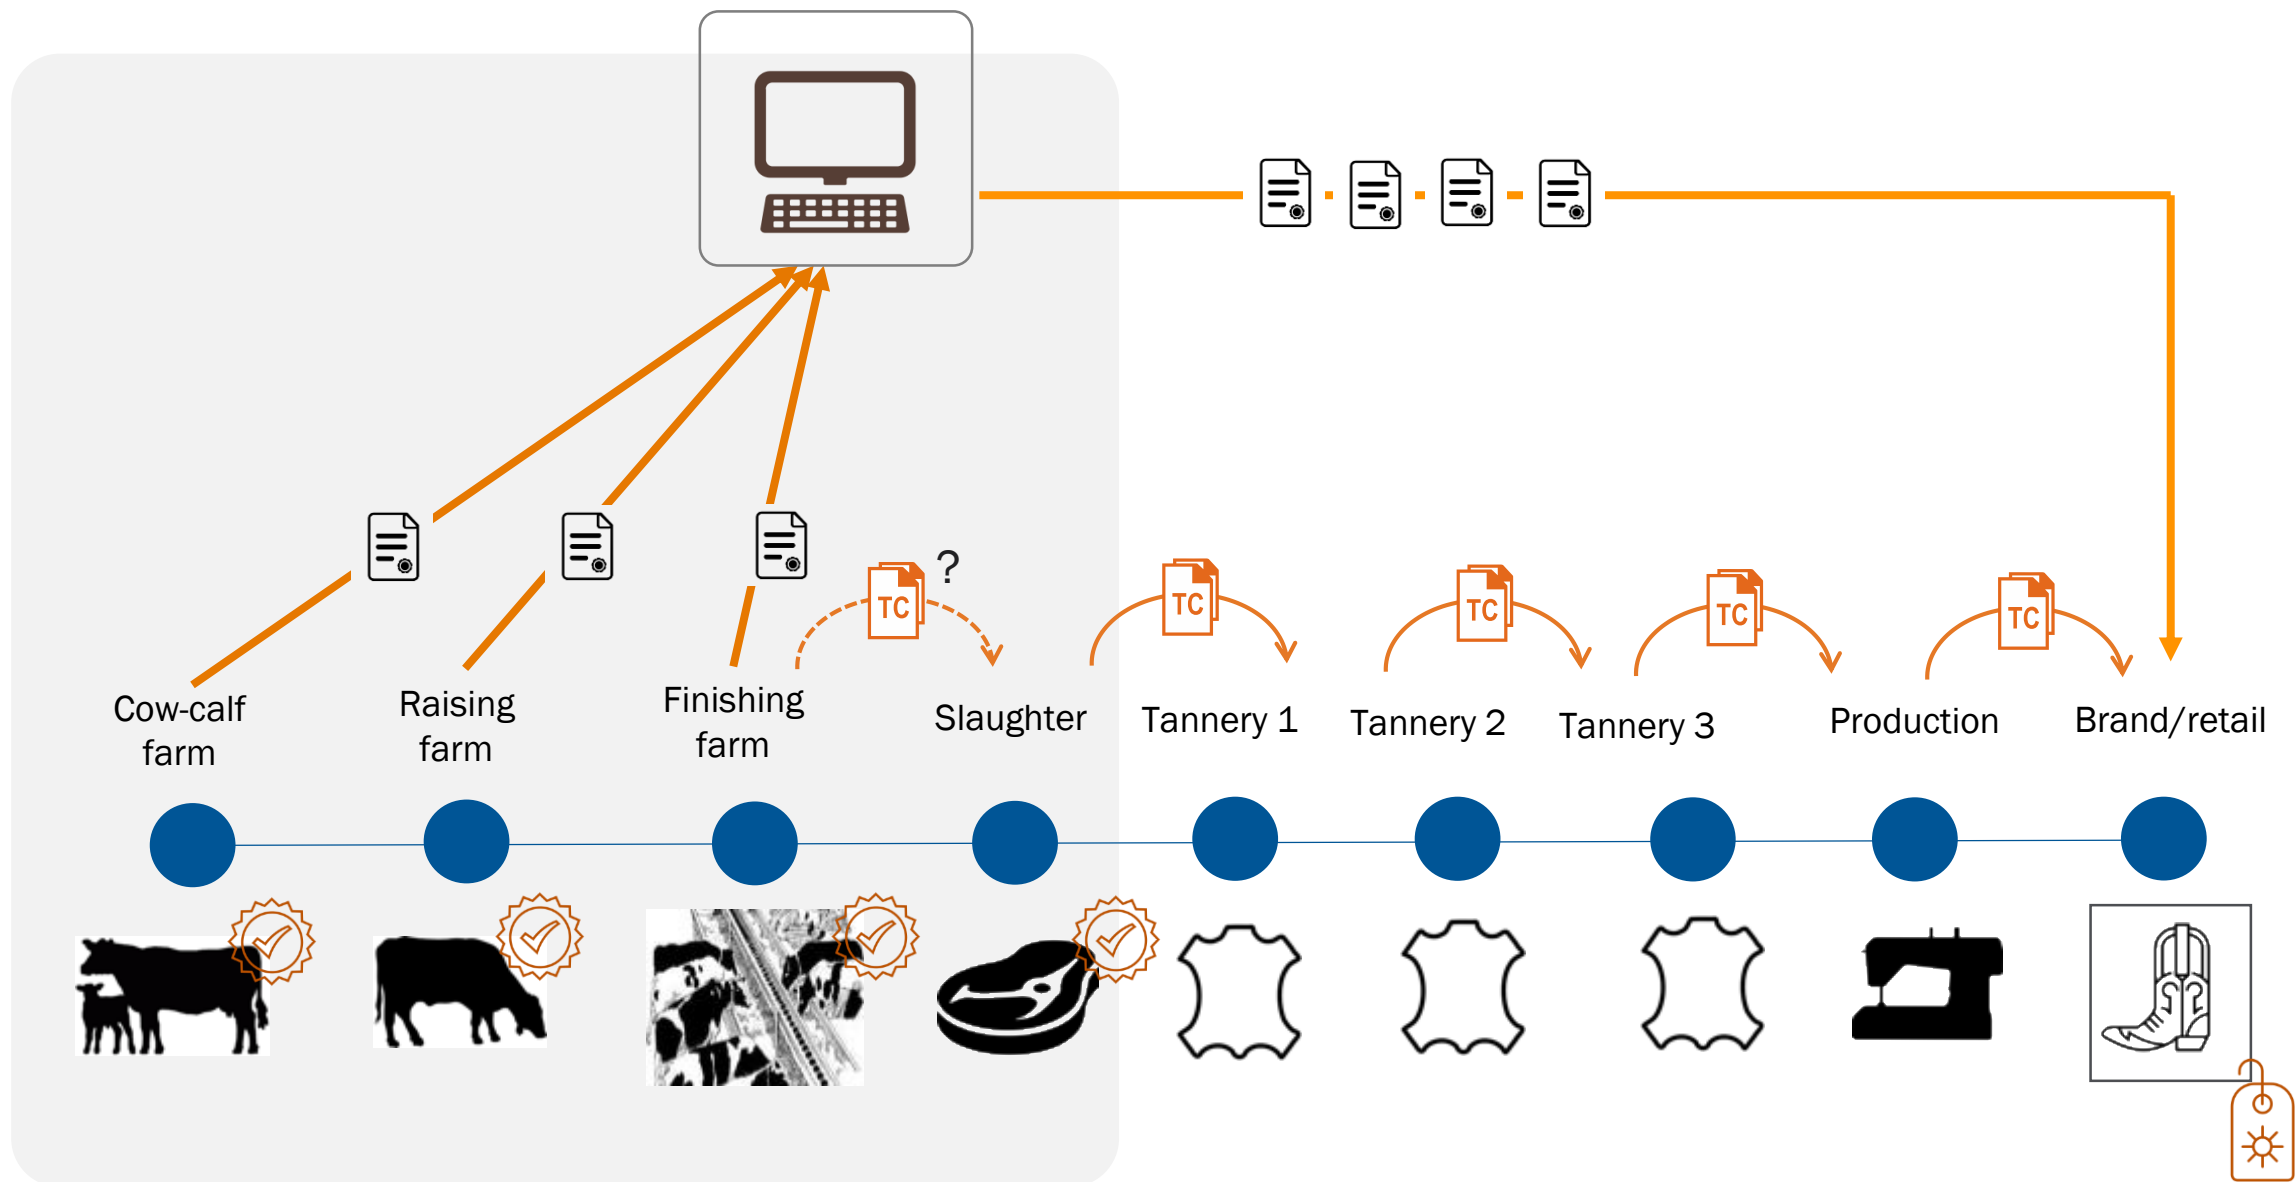 ?
TC
TC
TC
TC
TC
Cow-calf
farm
Raising
farm
Finishing
farm
Slaughter
Tannery 1
Tannery 2
Tannery 3
Production
Brand/retail